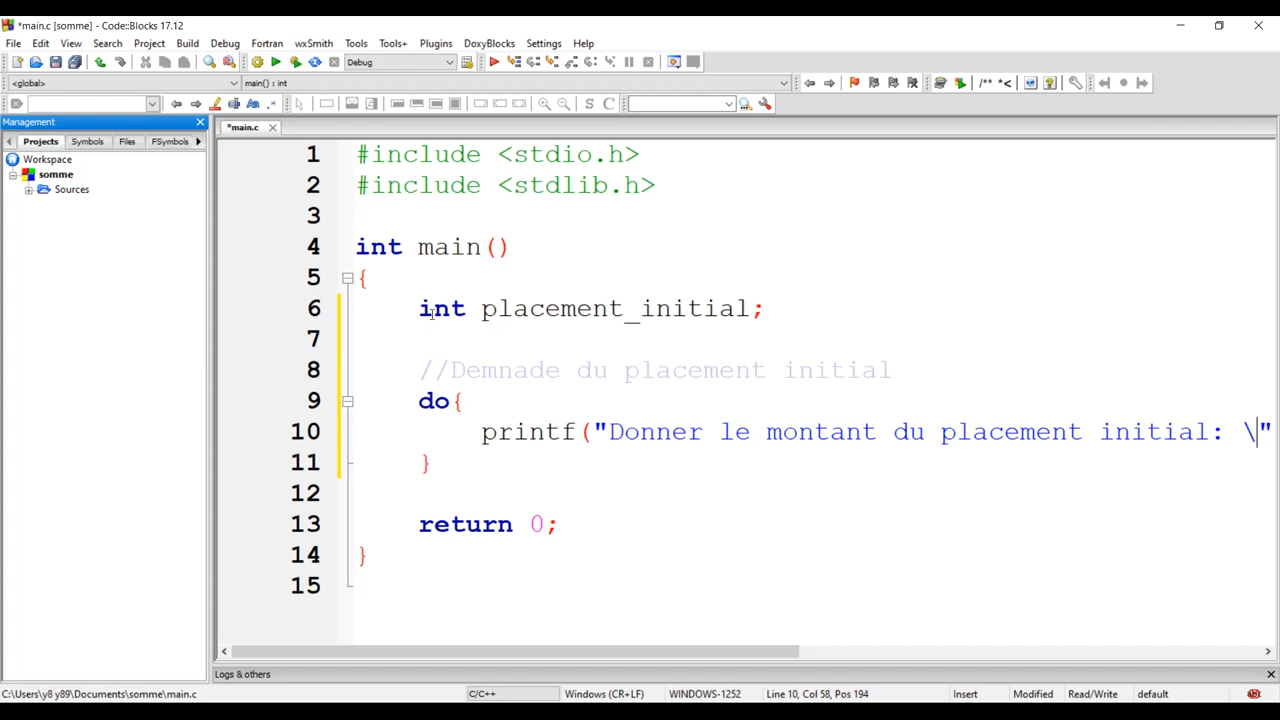 *main.c [somme] - Code::Blocks 17.12
File Edit View Search Project Build Debug Fortran wxSmith Tools Tools+ Plugins DoxyBlocks Settings Help
Debug
<global> main() : int
/** *<
S C
Management
*main.c
Projects Symbols Files FSymbols
Workspace
somme
Sources
1 #include <stdio.h>
2 #include <stdlib.h>
3
4 int main()
5 {
6 int placement_initial;
7
8 //Demnade du placement initial
9 do{
10 printf("Donner le montant du placement initial: \"
11 }
12
13 return 0;
14 }
15
Logs & others
C:\Users\y8 y89\Documents\somme\main.c C/C++ Windows (CR+LF) WINDOWS-1252 Line 10, Col 58, Pos 194 Insert Modified Read/Write default